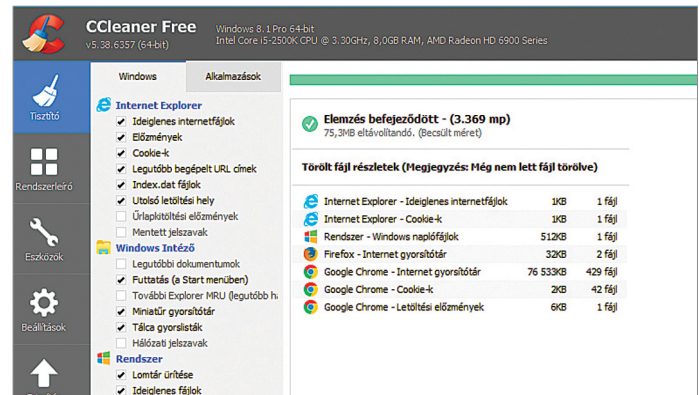 CCleaner Free
v5.38.6357 (64-bit)
Windows 8.1 Pro 64-bit
Intel Core i5-2500K CPU @ 3.30GHz, 8,0GB RAM, AMD Radeon HD 6900 Series
Tisztító
Rendszerleíró
Eszközök
Beállítások
Windows
Alkalmazások
Internet Explorer
Ideiglenes internetfájlok
Előzmények
Cookie-k
Legutóbb begépelt URL címek
Index.dat fájlok
Utolsó letöltési hely
Űrlapkitöltési előzmények
Mentett jelszavak
Windows Intéző
Legutóbbi dokumentumok
Futtatás (a Start menüben)
További Explorer MRU (legutóbb h
Miniatűr gyorsítótár
Tálca gyorslisták
Hálózati jelszavak
Rendszer
Lomtár ürítése
Ideiglenes fájlok
Elemzés befejeződött - (3.369 mp)
75,3MB eltávolítandó. (Becsült méret)
Törölt fájl részletek (Megjegyzés: Még nem lett fájl törölve)
Internet Explorer - Ideiglenes internetfájlok 1KB 1 fájl
Internet Explorer - Cookie-k 1KB 1 fájl
Rendszer - Windows naplófájlok 512KB 1 fájl
Firefox - Internet gyorsítótár 32KB 2 fájl
Google Chrome - Internet gyorsítótár 76 533KB 429 fájl
Google Chrome - Cookie-k 2KB 42 fájl
Google Chrome - Letöltési előzmények 6KB 1 fájl